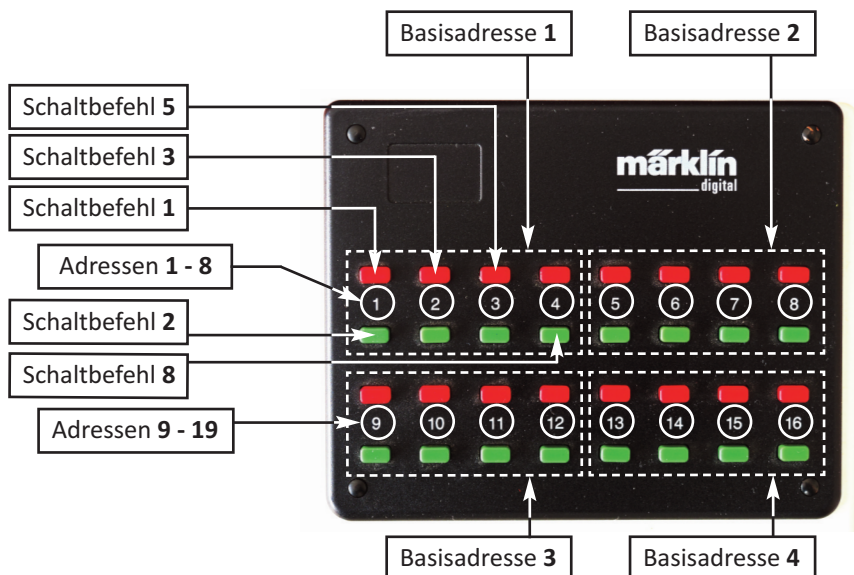 Basisadresse 1
Basisadresse 2
Schaltbefehl 5
Schaltbefehl 3
Schaltbefehl 1
Adressen 1 - 8
Schaltbefehl 2
Schaltbefehl 8
Adressen 9 - 19
märklín
digital
1 2 3 4 5 6 7 8
9 10 11 12 13 14 15 16
Basisadresse 3
Basisadresse 4